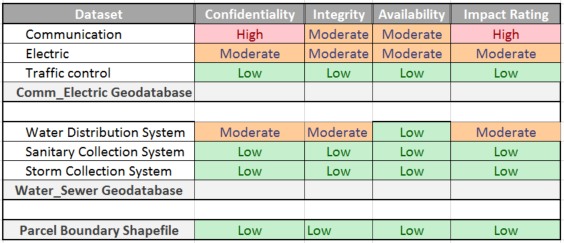 Dataset Confidentiality Integrity Availability Impact Rating
Communication High Moderate Moderate High
Electric Moderate Moderate Moderate Moderate
Traffic control Low Low Low Low
Comm_Electric Geodatabase
Water Distribution System Moderate Moderate Low Moderate
Sanitary Collection System Low Low Low Low
Storm Collection System Low Low Low Low
Water_Sewer Geodatabase
Parcel Boundary Shapefile Low Low Low Low